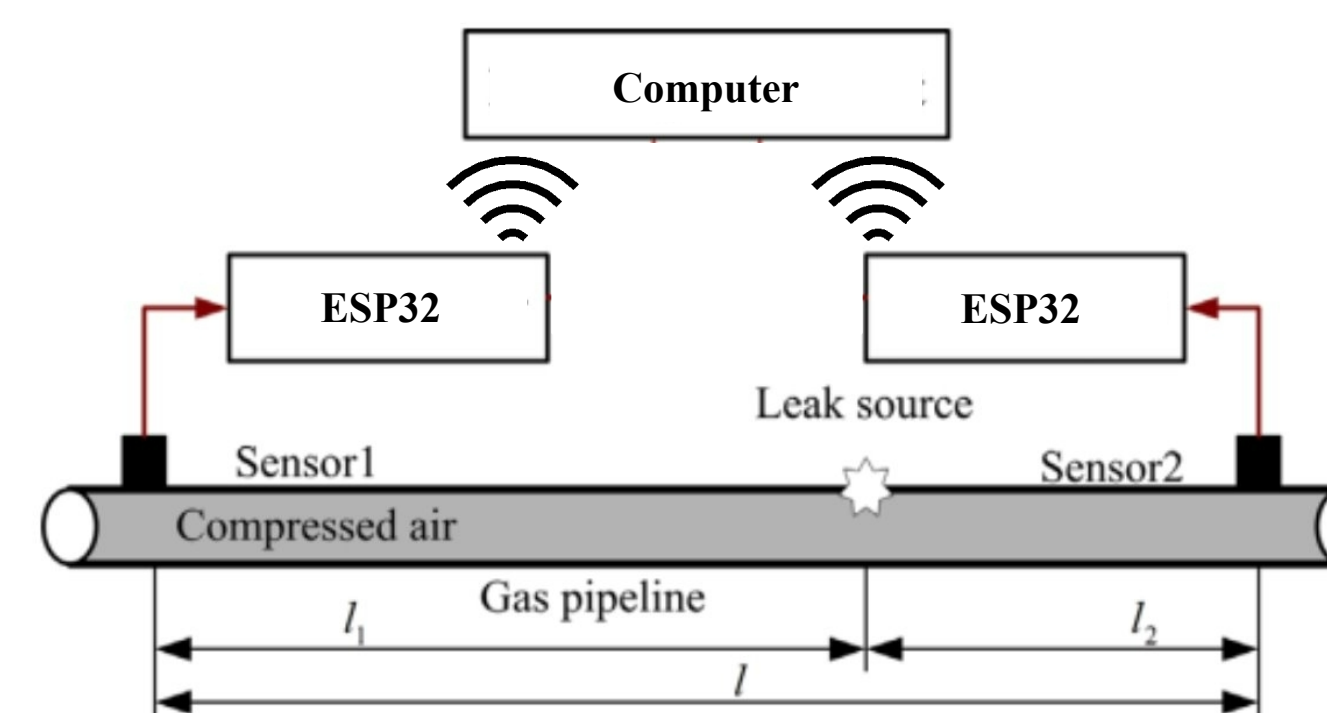 Computer
ESP32
ESP32
Leak source
Sensor1
Sensor2
Compressed air
Gas pipeline
l₁
l₂
l